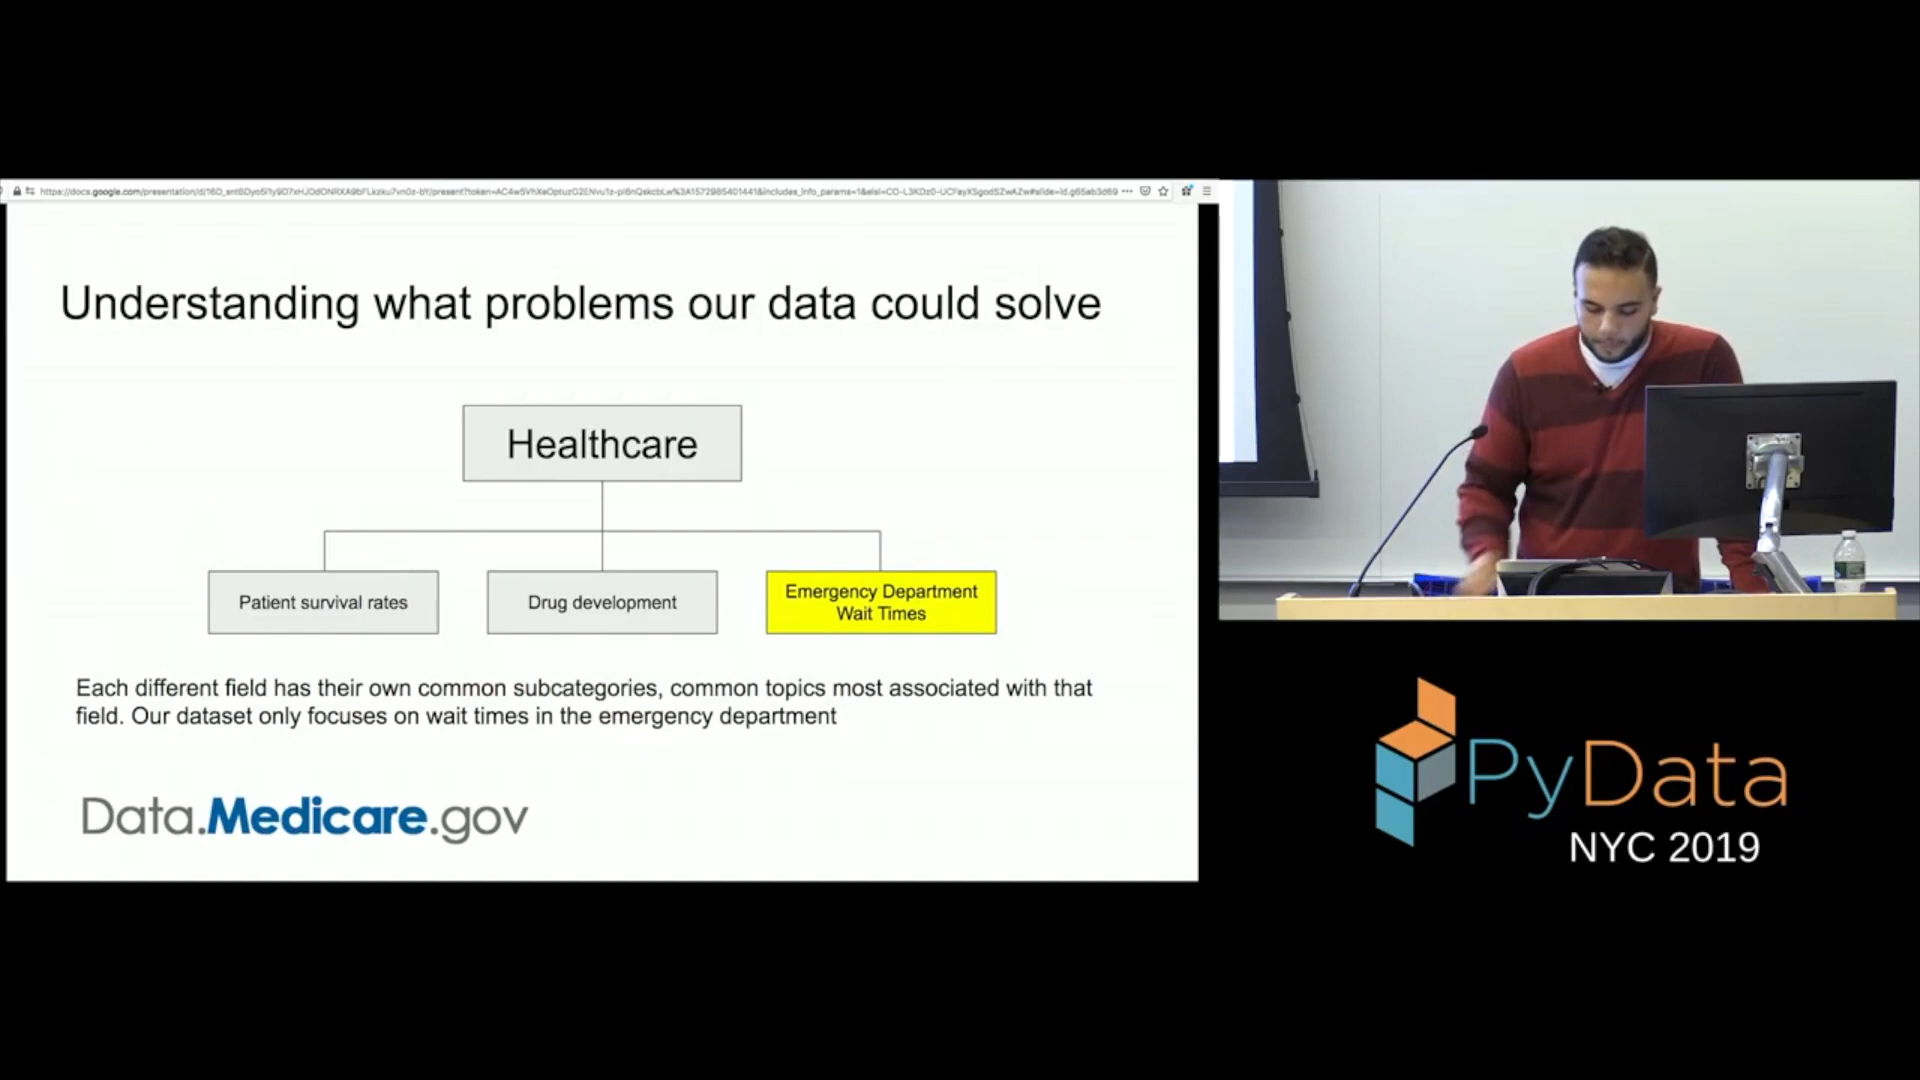 Understanding what problems our data could solve
Healthcare
Patient survival rates
Drug development
Emergency Department
Wait Times
Each different field has their own common subcategories, common topics most associated with that
field. Our dataset only focuses on wait times in the emergency department
Data.Medicare.gov
PyData
NYC 2019